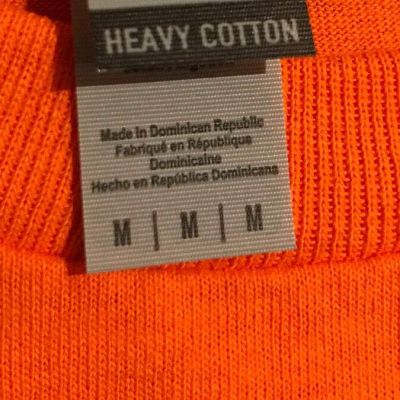 HEAVY COTTON
Made in Dominican Republic
Fabriqué en République
Dominicaine
Hecho en República Dominicana
M | M | M